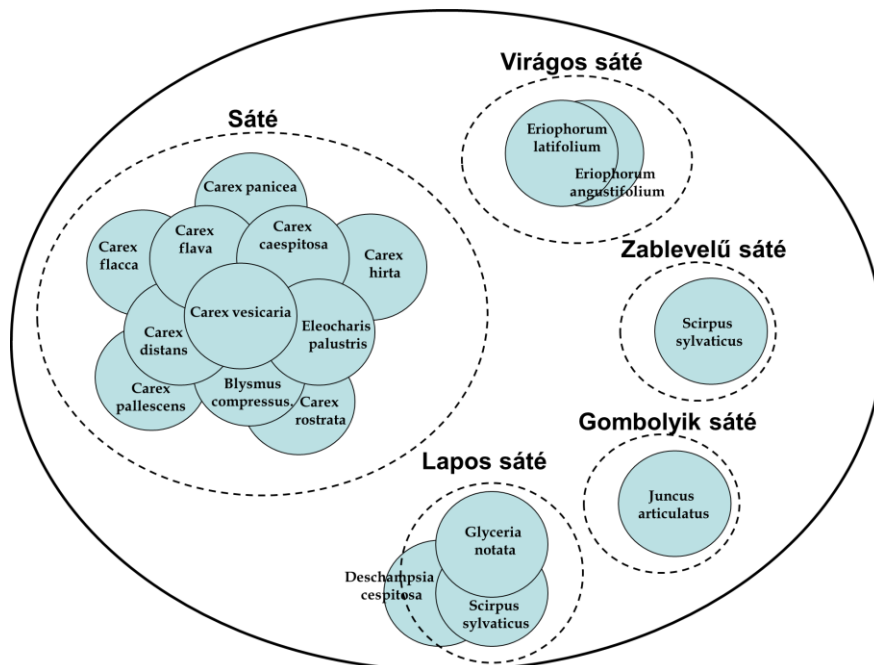 Virágos sáté
Eriophorum
latifolium
Eriophorum
angustifolium
Sáté
Carex panicea
Carex
flacca
Carex
flava
Carex
caespitosa
Carex
hirta
Carex vesicaria
Carex
distans
Eleocharis
palustris
Carex
pallescens
Blysmus
compressus.
Carex
rostrata
Zablevelű sáté
Scirpus
sylvaticus
Gombolyik sáté
Juncus
articulatus
Lapos sáté
Glyceria
notata
Deschampsia
cespitosa
Scirpus
sylvaticus